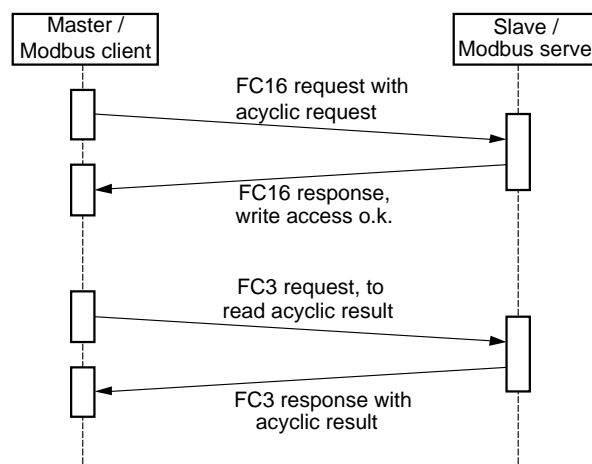 Master /
Modbus client
Slave /
Modbus serve
FC16 request with
acyclic request
FC16 response,
write access o.k.
FC3 request, to
read acyclic result
FC3 response with
acyclic result